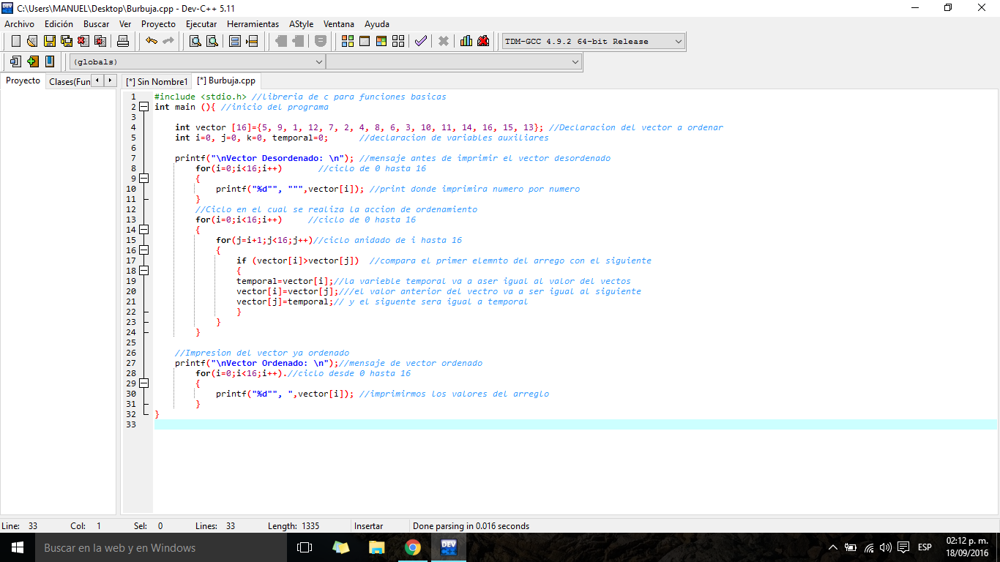 C:\Users\MANUEL\Desktop\Burbuja.cpp - Dev-C++ 5.11
Archivo Edición Buscar Ver Proyecto Ejecutar Herramientas AStyle Ventana Ayuda
TDM-GCC 4.9.2 64-bit Release
(globals)
Proyecto Clases(Fun [*] Sin Nombre1 [*] Burbuja.cpp
1 #include <stdio.h> //libreria de c para funciones basicas
2 int main (){ //inicio del programa
3
4 int vector [16]={5, 9, 1, 12, 7, 2, 4, 8, 6, 3, 10, 11, 14, 16, 15, 13}; //Declaracion del vector a ordenar
5 int i=0, j=0, k=0, temporal=0; //declaracion de variables auxiliares
6
7 printf("\nVector Desordenado: \n"); //mensaje antes de imprimir el vector desordenado
8 for(i=0;i<16;i++) //ciclo de 0 hasta 16
9 {
10 printf("%d"", """,vector[i]); //print donde imprimira numero por numero
11 }
12 //Ciclo en el cual se realiza la accion de ordenamiento
13 for(i=0;i<16;i++) //ciclo de 0 hasta 16
14 {
15 for(j=i+1;j<16;j++)//ciclo anidado de i hasta 16
16 {
17 if (vector[i]>vector[j]) //compara el primer elemnto del arrego con el siguiente
18 {
19 temporal=vector[i];//la varieble temporal va a aser igual al valor del vectos
20 vector[i]=vector[j];///el valor anterior del vectro va a ser igual al siguiente
21 vector[j]=temporal;// y el siguente sera igual a temporal
22 }
23 }
24 }
25
26 //Impresion del vector ya ordenado
27 printf("\nVector Ordenado: \n");//mensaje de vector ordenado
28 for(i=0;i<16;i++).//ciclo desde 0 hasta 16
29 {
30 printf("%d"", ",vector[i]); //imprimirmos los valores del arreglo
31 }
32 }
33
Line: 33 Col: 1 Sel: 0 Lines: 33 Length: 1335 Insertar Done parsing in 0.016 seconds
Buscar en la web y en Windows
DEV
ESP
02:12 p. m.
18/09/2016